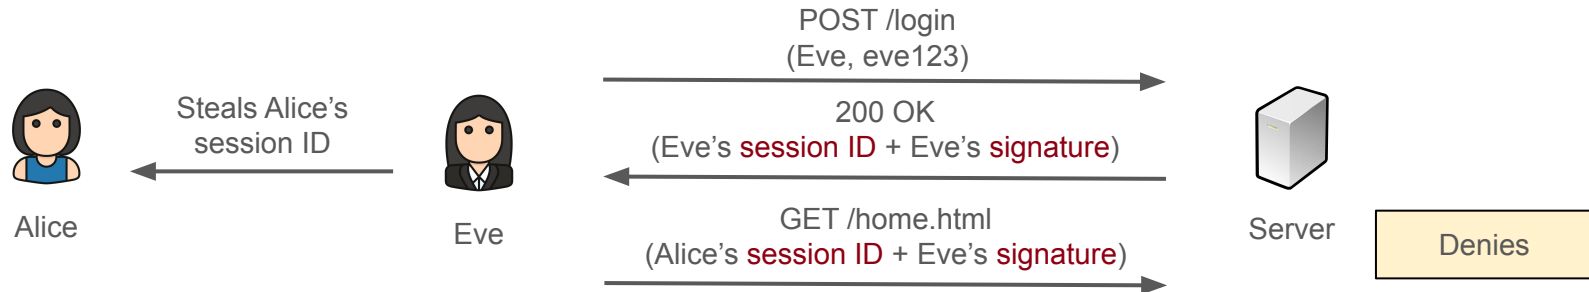 POST /login
(Eve, eve123)
Steals Alice’s
session ID
200 OK
(Eve’s session ID + Eve’s signature)
Alice
Eve
GET /home.html
(Alice’s session ID + Eve’s signature)
Server
Denies